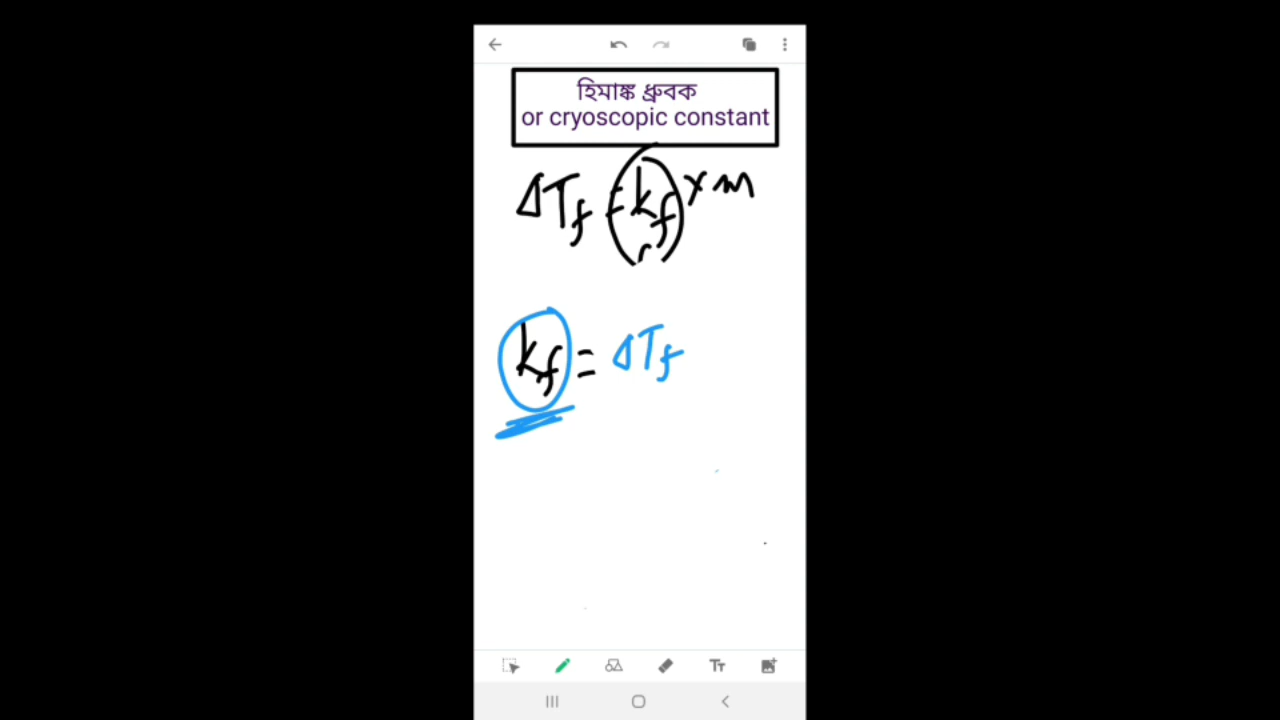 হিমাঙ্ক ধ্রুবক
or cryoscopic constant
ΔTf = kf × m
kf = ΔTf